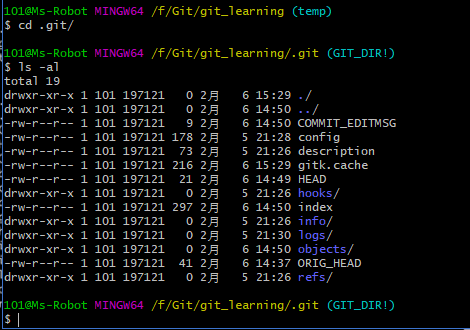 101@Ms-Robot MINGW64 /f/Git/git_learning (temp)
$ cd .git/
101@Ms-Robot MINGW64 /f/Git/git_learning/.git (GIT_DIR!)
$ ls -al
total 19
drwxr-xr-x 1 101 197121   0 2月   6 15:29 ./
drwxr-xr-x 1 101 197121   0 2月   6 14:50 ../
-rw-r--r-- 1 101 197121   9 2月   6 14:50 COMMIT_EDITMSG
-rw-r--r-- 1 101 197121 178 2月   5 21:28 config
-rw-r--r-- 1 101 197121  73 2月   5 21:26 description
-rw-r--r-- 1 101 197121 216 2月   6 15:29 gitk.cache
-rw-r--r-- 1 101 197121  21 2月   6 14:49 HEAD
drwxr-xr-x 1 101 197121   0 2月   5 21:26 hooks/
-rw-r--r-- 1 101 197121 297 2月   6 14:50 index
drwxr-xr-x 1 101 197121   0 2月   5 21:26 info/
drwxr-xr-x 1 101 197121   0 2月   5 21:30 logs/
drwxr-xr-x 1 101 197121   0 2月   6 14:50 objects/
-rw-r--r-- 1 101 197121  41 2月   6 14:37 ORIG_HEAD
drwxr-xr-x 1 101 197121   0 2月   5 21:26 refs/
101@Ms-Robot MINGW64 /f/Git/git_learning/.git (GIT_DIR!)
$